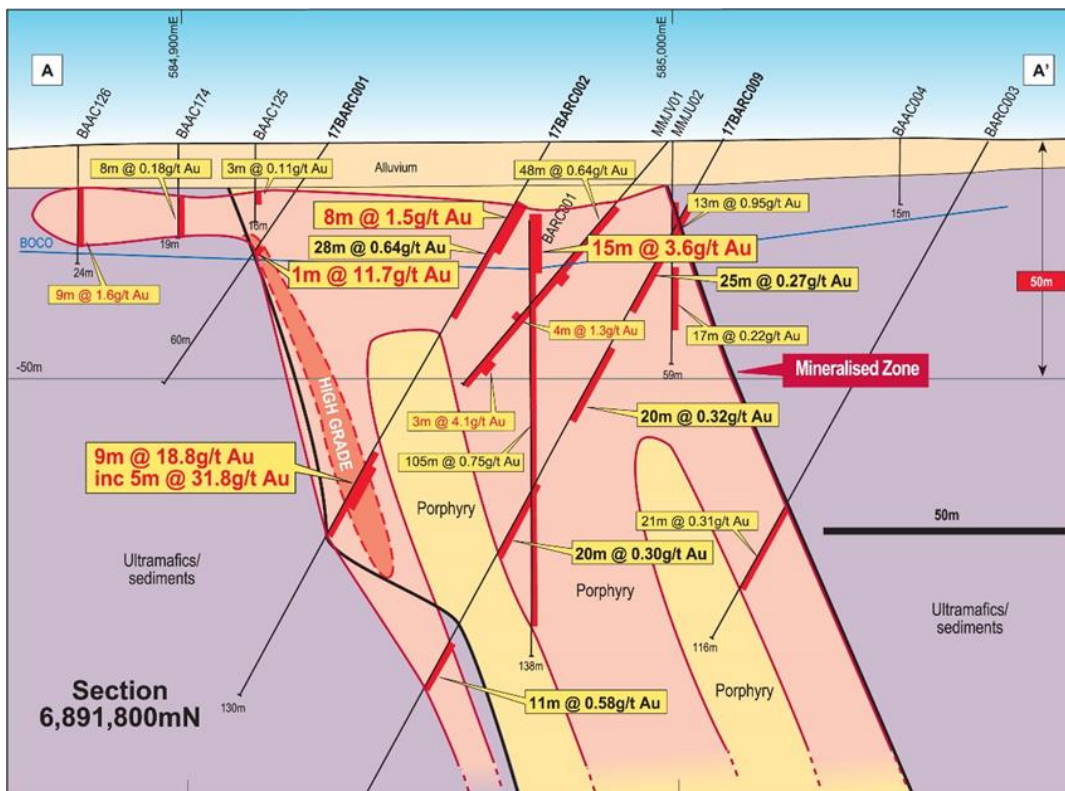 584,900mE
585,000mE
A
A'
BAAC126
BAAC174
BAAC125
17BARC001
17BARC002
MMJV01
MMJU02
17BARC009
BAAC004
BARC003
8m @ 0.18g/t Au
3m @ 0.11g/t Au
Alluvium
48m @ 0.64g/t Au
13m @ 0.95g/t Au
15m
16m
8m @ 1.5g/t Au
BARC001
28m @ 0.64g/t Au
15m @ 3.6g/t Au
BOCO
19m
24m
1m @ 11.7g/t Au
25m @ 0.27g/t Au
50m
9m @ 1.6g/t Au
4m @ 1.3g/t Au
17m @ 0.22g/t Au
60m
-50m
59m
Mineralised Zone
HIGH GRADE
3m @ 4.1g/t Au
20m @ 0.32g/t Au
9m @ 18.8g/t Au
inc 5m @ 31.8g/t Au
105m @ 0.75g/t Au
Porphyry
50m
21m @ 0.31g/t Au
20m @ 0.30g/t Au
Ultramafics/
sediments
Porphyry
Ultramafics/
sediments
116m
138m
Section
6,891,800mN
130m
Porphyry
Porphyry
11m @ 0.58g/t Au